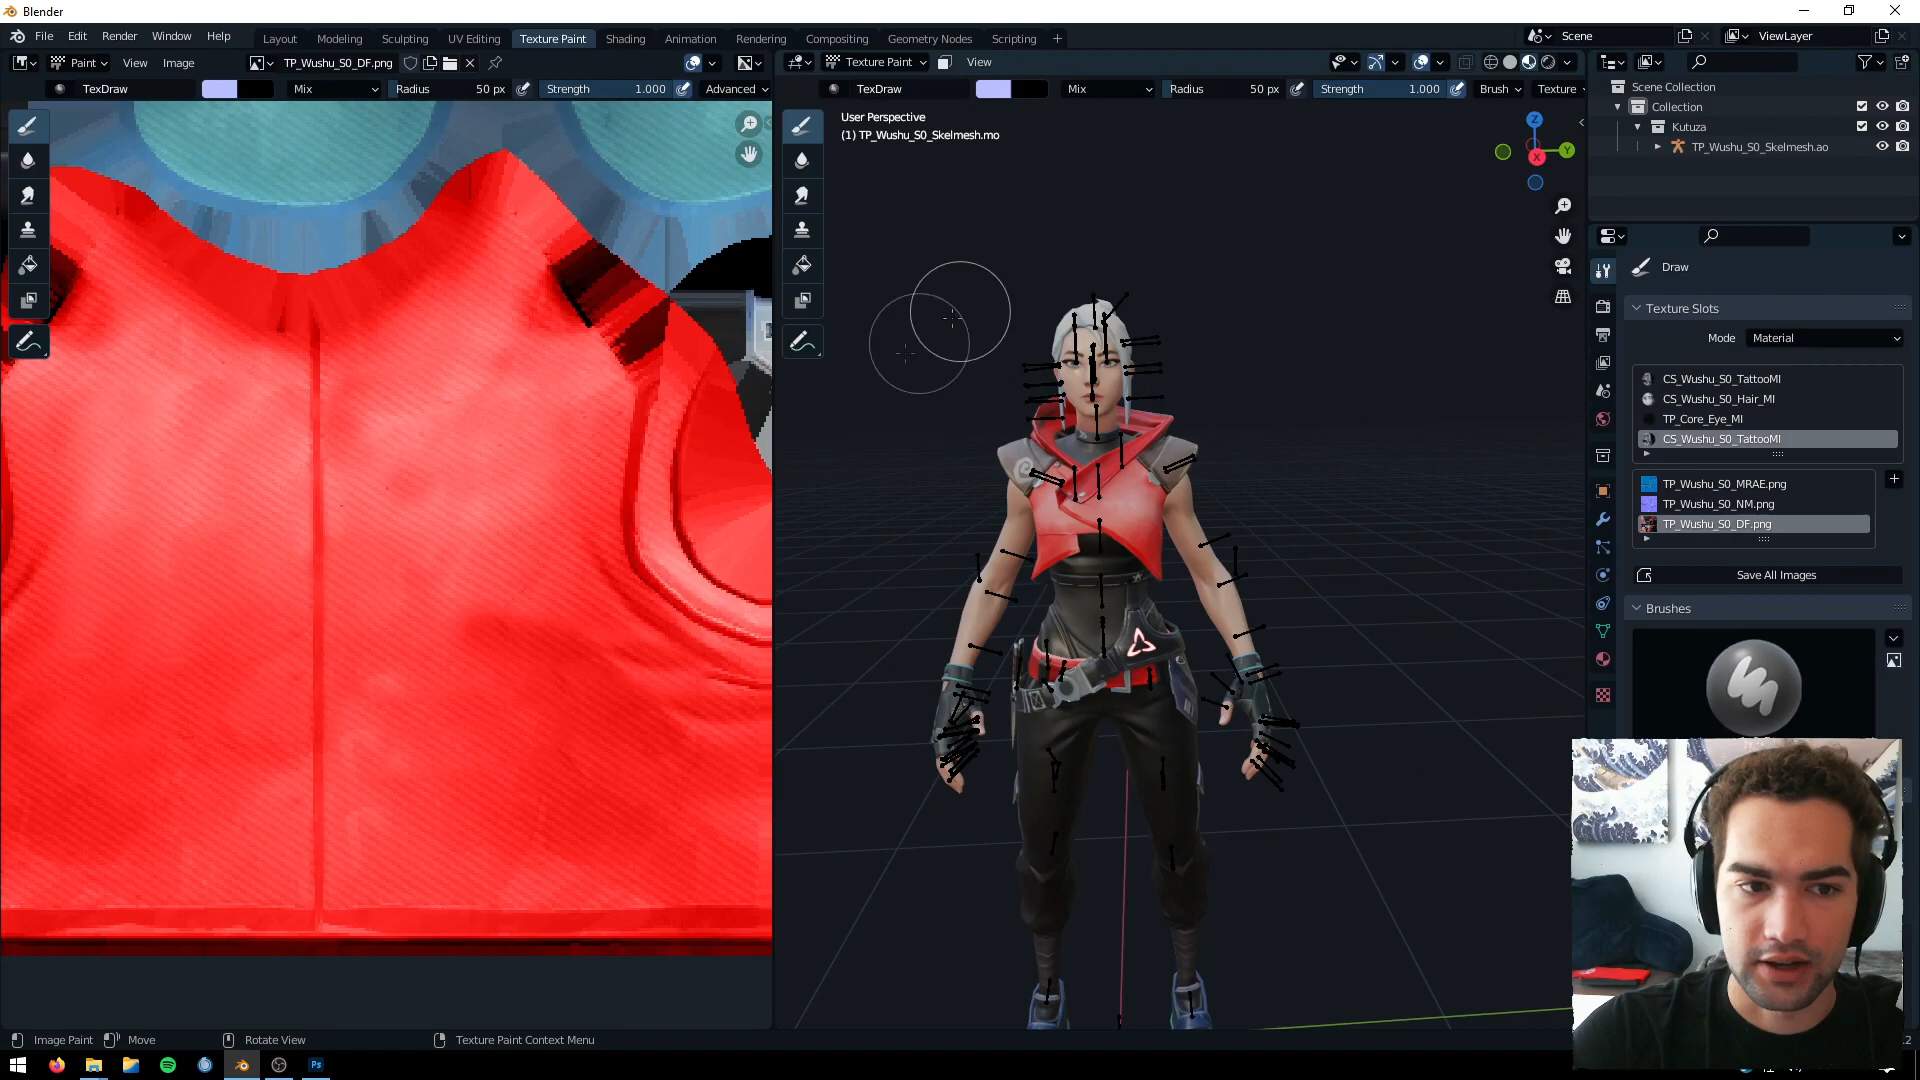 Blender
File Edit Render Window Help
Layout Modeling Sculpting UV Editing Texture Paint Shading Animation Rendering Compositing Geometry Nodes Scripting +
Scene
ViewLayer
Paint View Image
TP_Wushu_S0_DF.png
Texture Paint View
TexDraw Mix Radius 50 px Strength 1.000 Advanced
TexDraw Mix Radius 50 px Strength 1.000 Brush Texture
User Perspective
(1) TP_Wushu_S0_Skelmesh.mo
Z
Y
X
Scene Collection
Collection
Kutuza
TP_Wushu_S0_Skelmesh.ao
Draw
Texture Slots
Mode Material
CS_Wushu_S0_TattooMI
CS_Wushu_S0_Hair_MI
TP_Core_Eye_MI
CS_Wushu_S0_TattooMI
TP_Wushu_S0_MRAE.png
TP_Wushu_S0_NM.png
TP_Wushu_S0_DF.png
Save All Images
Brushes
Image Paint Move Rotate View Texture Paint Context Menu
Ps